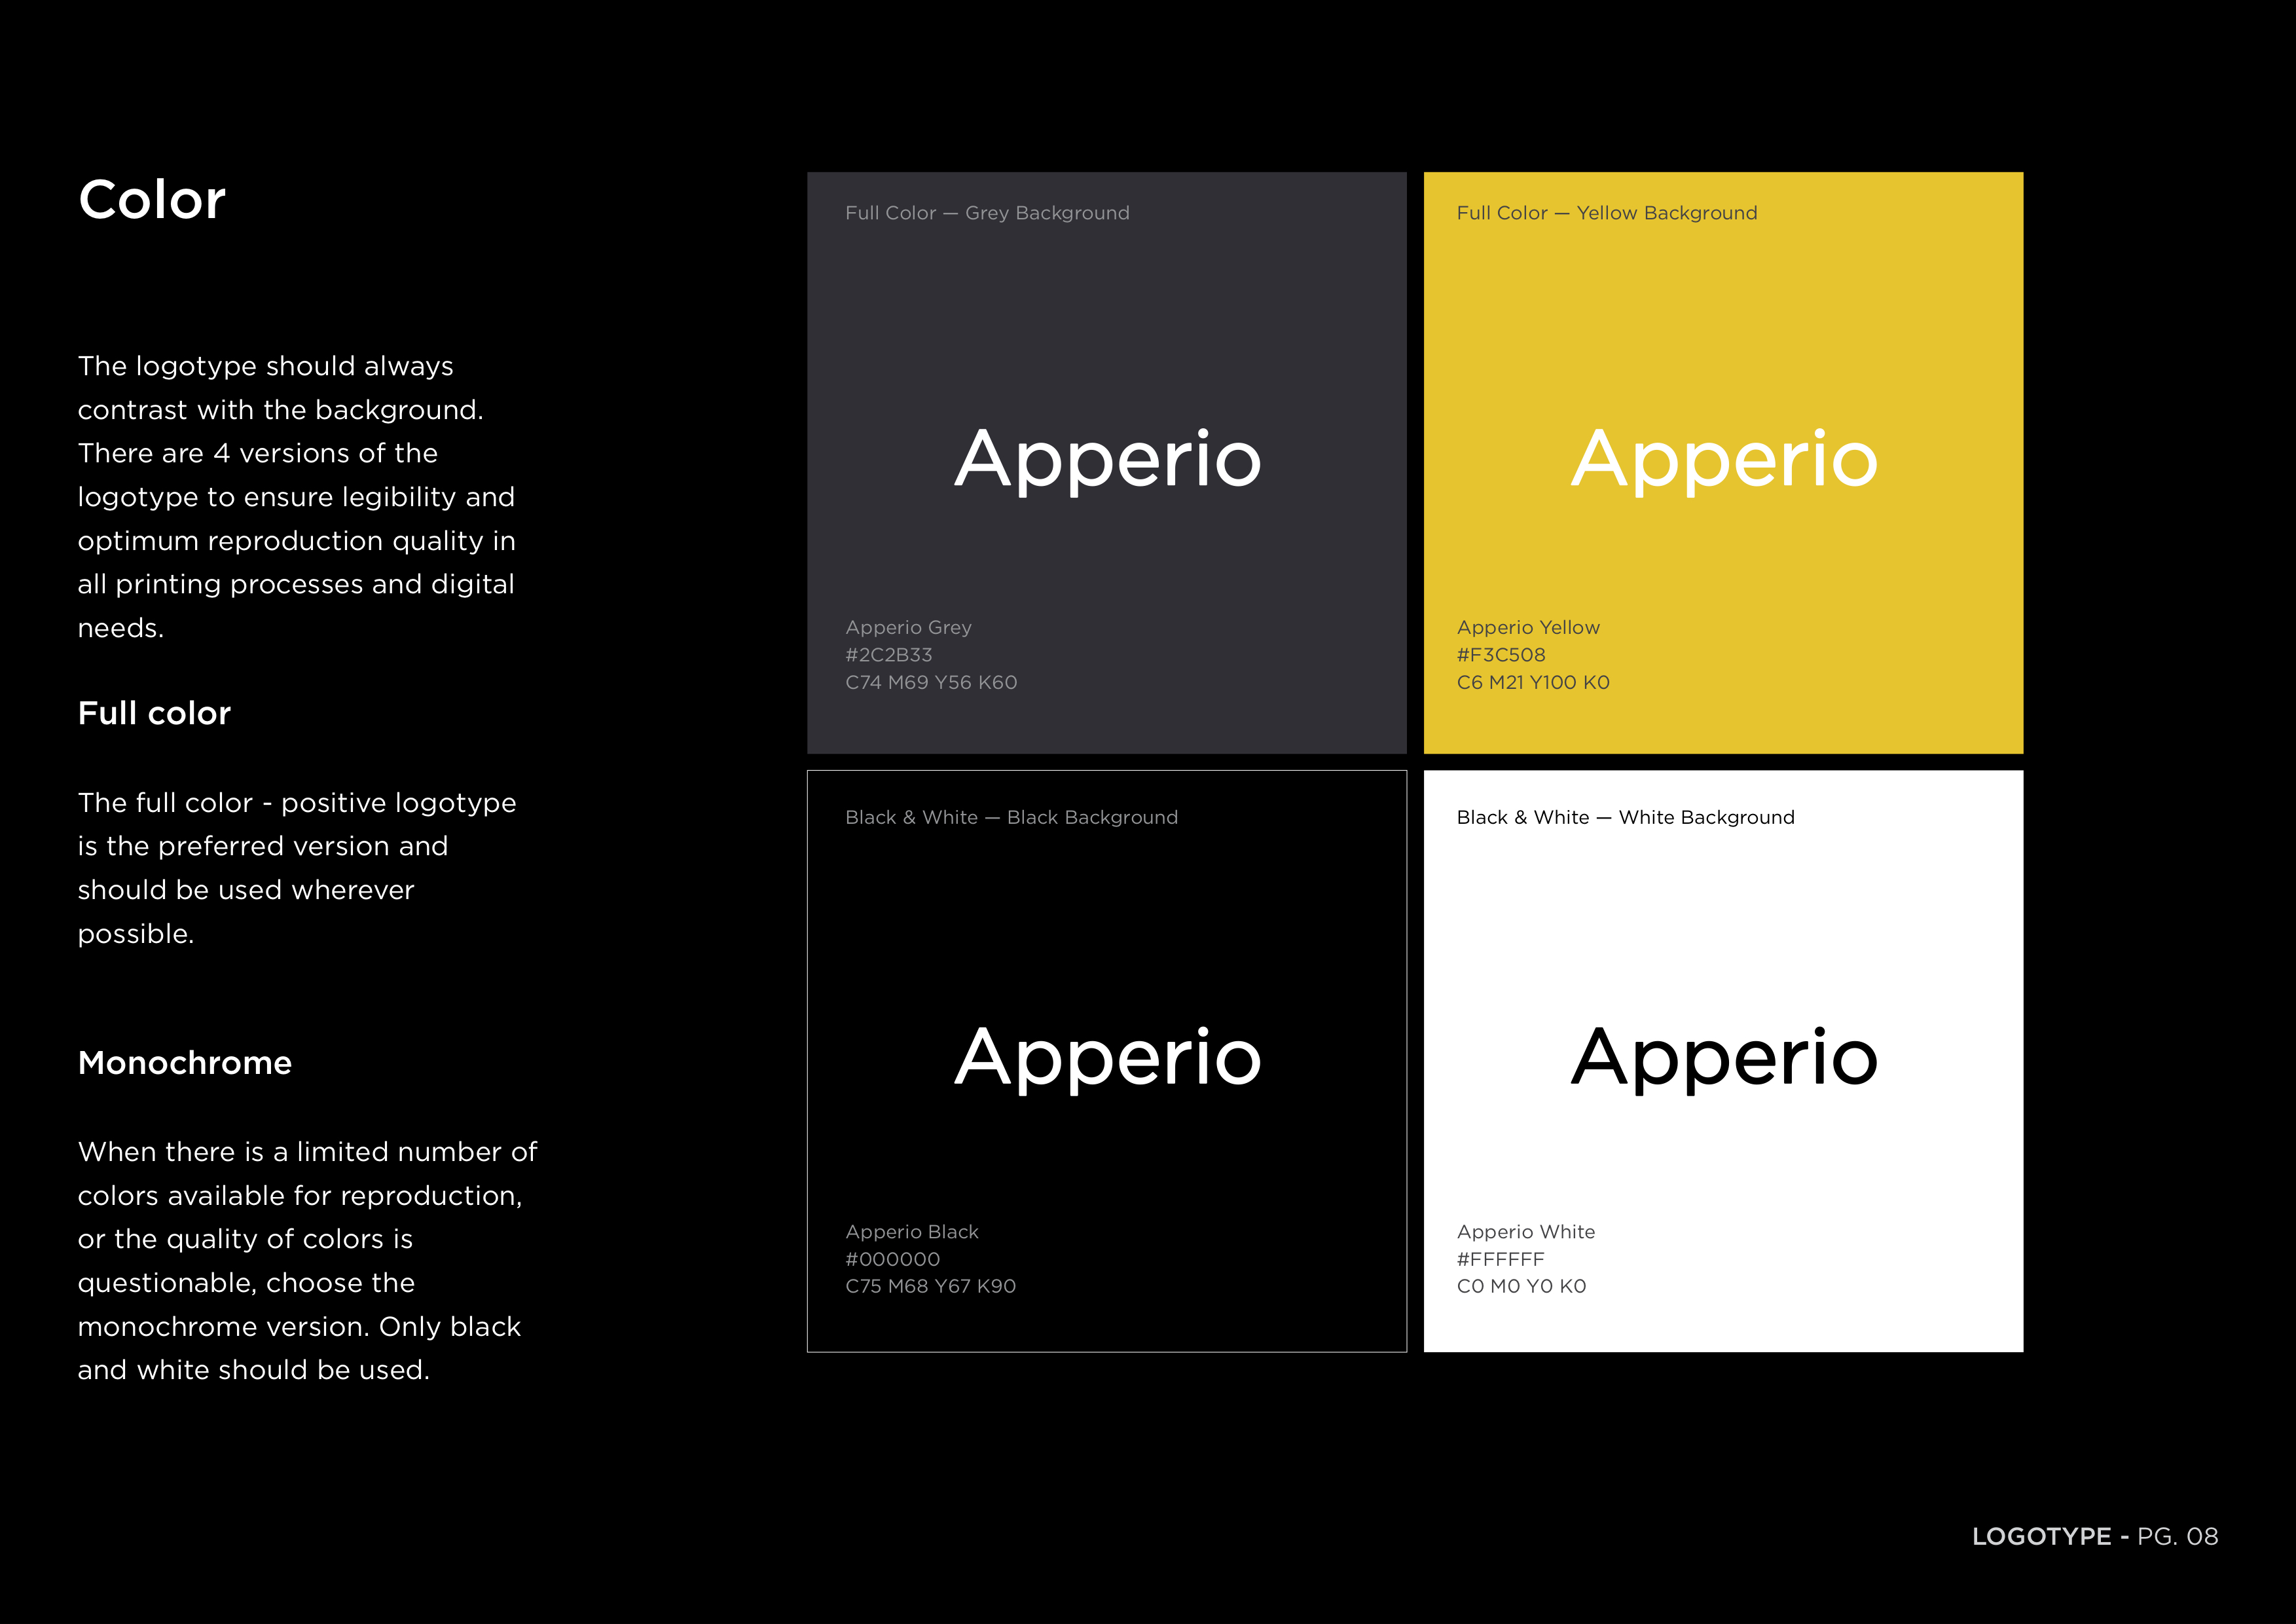 Color
The logotype should always
contrast with the background.
There are 4 versions of the
logotype to ensure legibility and
optimum reproduction quality in
all printing processes and digital
needs.
Full color
The full color - positive logotype
is the preferred version and
should be used wherever
possible.
Monochrome
When there is a limited number of
colors available for reproduction,
or the quality of colors is
questionable, choose the
monochrome version. Only black
and white should be used.
Full Color — Grey Background
Apperio
Apperio Grey
#2C2B33
C74 M69 Y56 K60
Full Color — Yellow Background
Apperio
Apperio Yellow
#F3C508
C6 M21 Y100 K0
Black & White — Black Background
Apperio
Apperio Black
#000000
C75 M68 Y67 K90
Black & White — White Background
Apperio
Apperio White
#FFFFFF
C0 M0 Y0 K0
LOGOTYPE - PG. 08